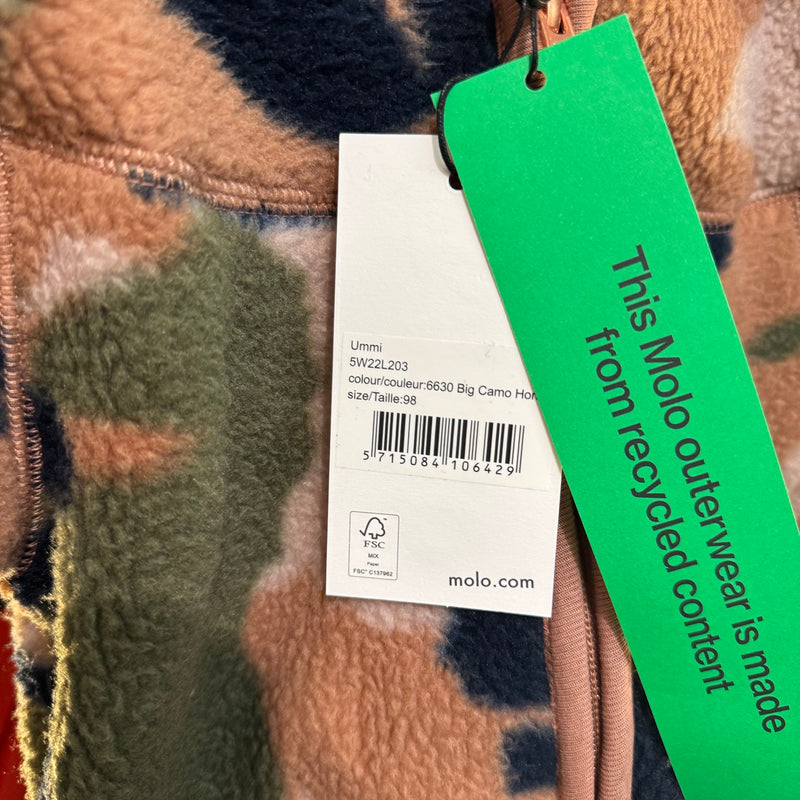 Ummi
5W22L203
colour/couleur:6630 Big Camo Hor
size/Taille:98
5 715084 106429
FSC
MIX
Paper
FSC® C137962
molo.com
This Molo outerwear is made
from recycled content